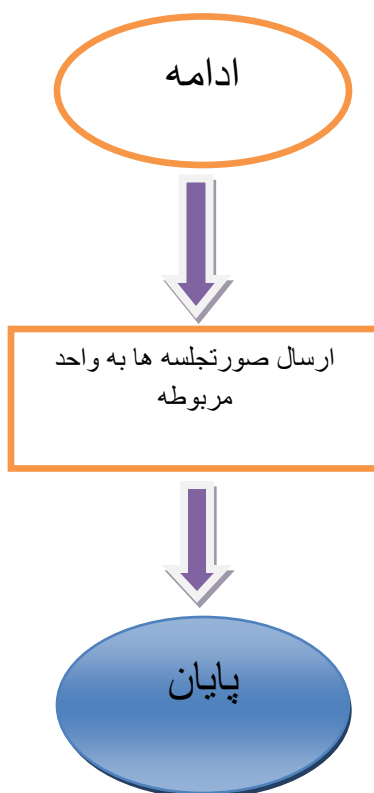 ادامه
ارسال صورتجلسه ها به واحد
مربوطه
پایان